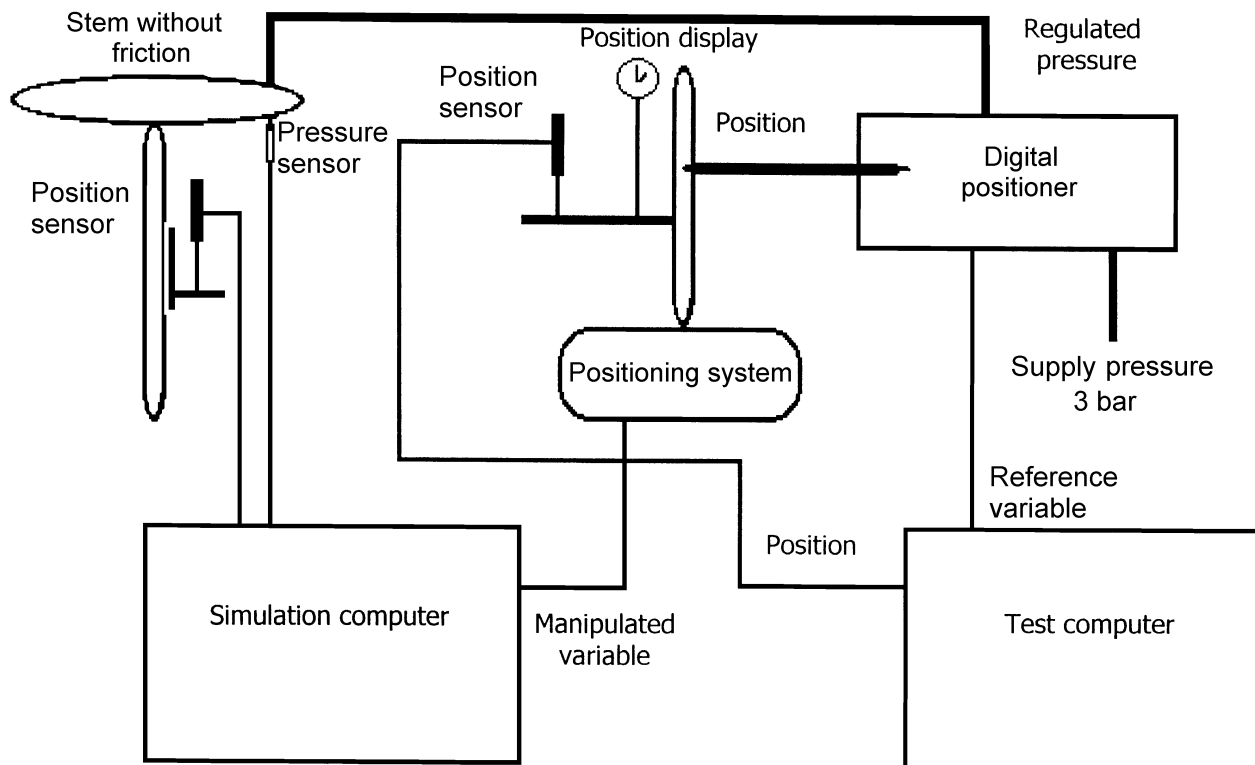 Stem without
friction
Position display
Regulated
pressure
Position
sensor
Pressure
sensor
Position
Digital
positioner
Position
sensor
Positioning system
Supply pressure
3 bar
Reference
variable
Position
Simulation computer
Manipulated
variable
Test computer